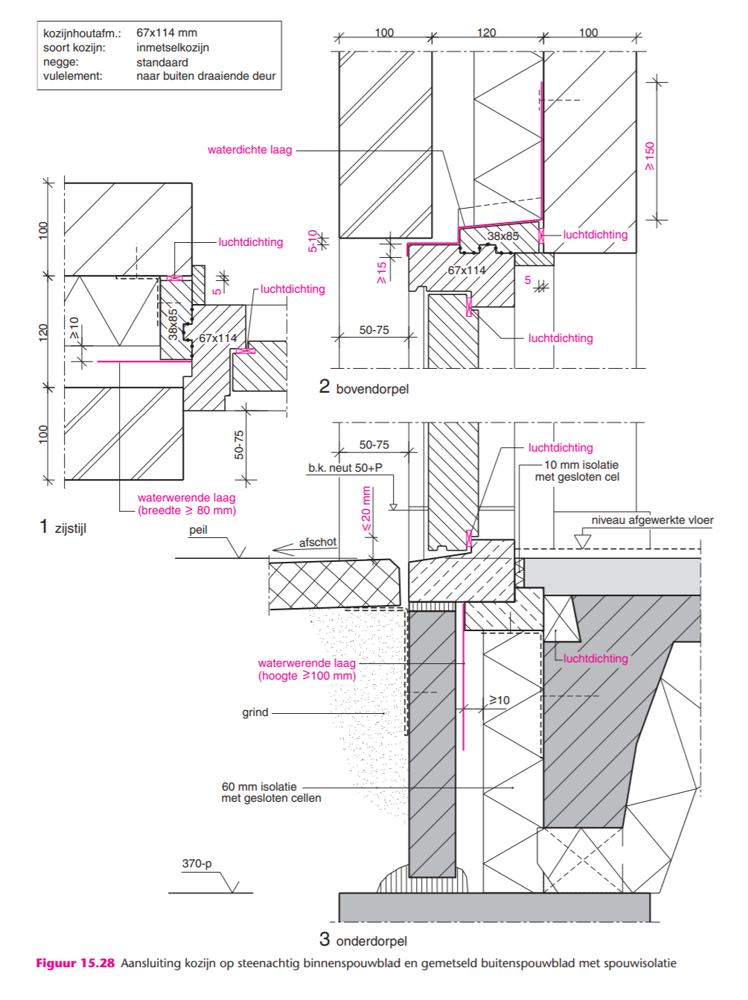 kozijnhoutafm.: 67x114 mm
soort kozijn: inmetselkozijn
negge: standaard
vulelement: naar buiten draaiende deur
100 120 100
waterdichte laag
≥ 150
5-10
38x85
luchtdichting
≥ 15
67x114
5
50-75
luchtdichting
2 bovendorpel
100
luchtdichting
5
luchtdichting
120
≥ 10
38x85
67x114
100
50-75
waterwerende laag
(breedte ≥ 80 mm)
1 zijstijl
50-75
luchtdichting
b.k. neut 50+P
10 mm isolatie
met gesloten cel
≤ 20 mm
niveau afgewerkte vloer
peil
afschot
luchtdichting
waterwerende laag
(hoogte ≥100 mm)
≥10
grind
60 mm isolatie
met gesloten cellen
370-p
3 onderdorpel
Figuur 15.28 Aansluiting kozijn op steenachtig binnenspouwblad en gemetseld buitenspouwblad met spouwisolatie